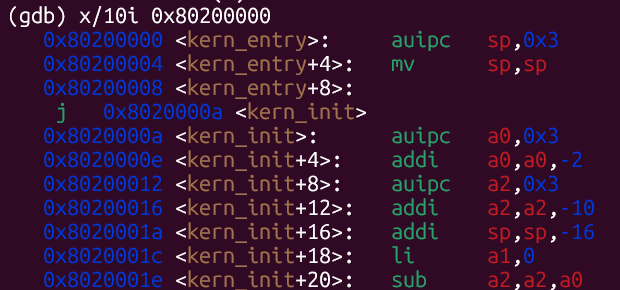 (gdb) x/10i 0x80200000
   0x80200000 <kern_entry>:     auipc   sp,0x3
   0x80200004 <kern_entry+4>:   mv      sp,sp
   0x80200008 <kern_entry+8>:
    j   0x8020000a <kern_init>
   0x8020000a <kern_init>:      auipc   a0,0x3
   0x8020000e <kern_init+4>:    addi    a0,a0,-2
   0x80200012 <kern_init+8>:    auipc   a2,0x3
   0x80200016 <kern_init+12>:   addi    a2,a2,-10
   0x8020001a <kern_init+16>:   addi    sp,sp,-16
   0x8020001c <kern_init+18>:   li      a1,0
   0x8020001e <kern_init+20>:   sub     a2,a2,a0